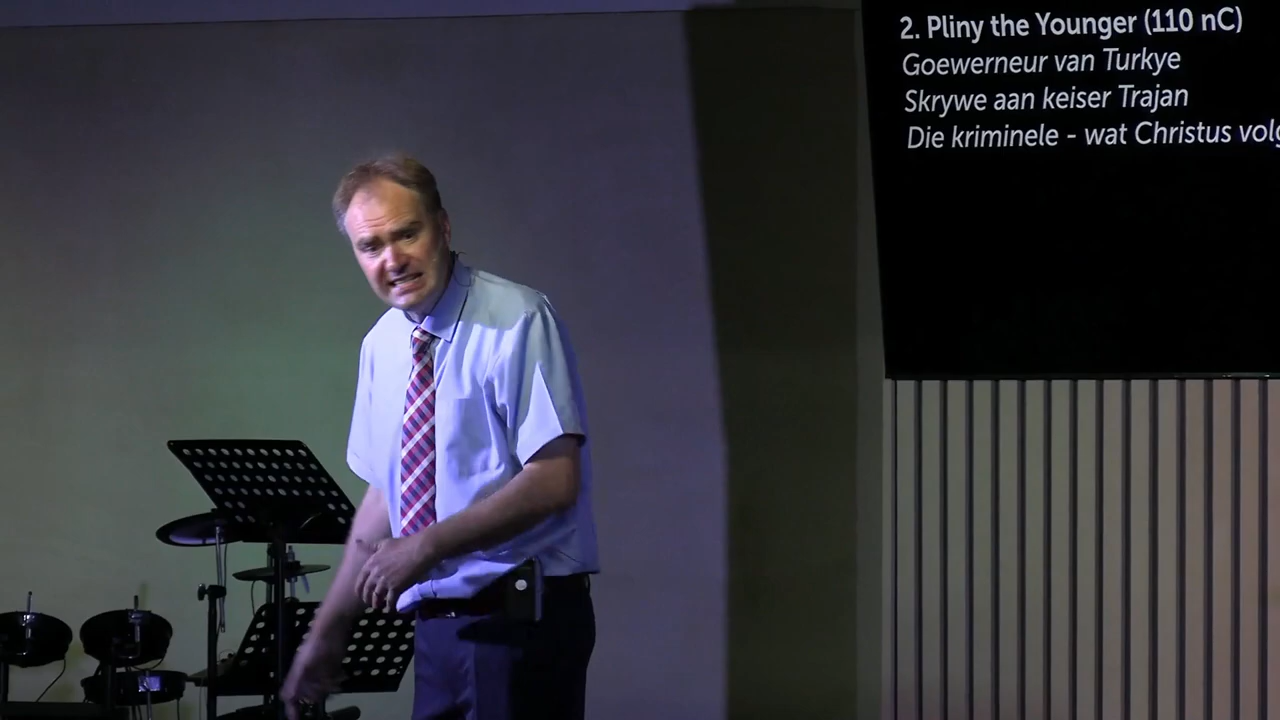 2. Pliny the Younger (110 nC)
Goewerneur van Turkye
Skrywe aan keiser Trajan
Die kriminele - wat Christus